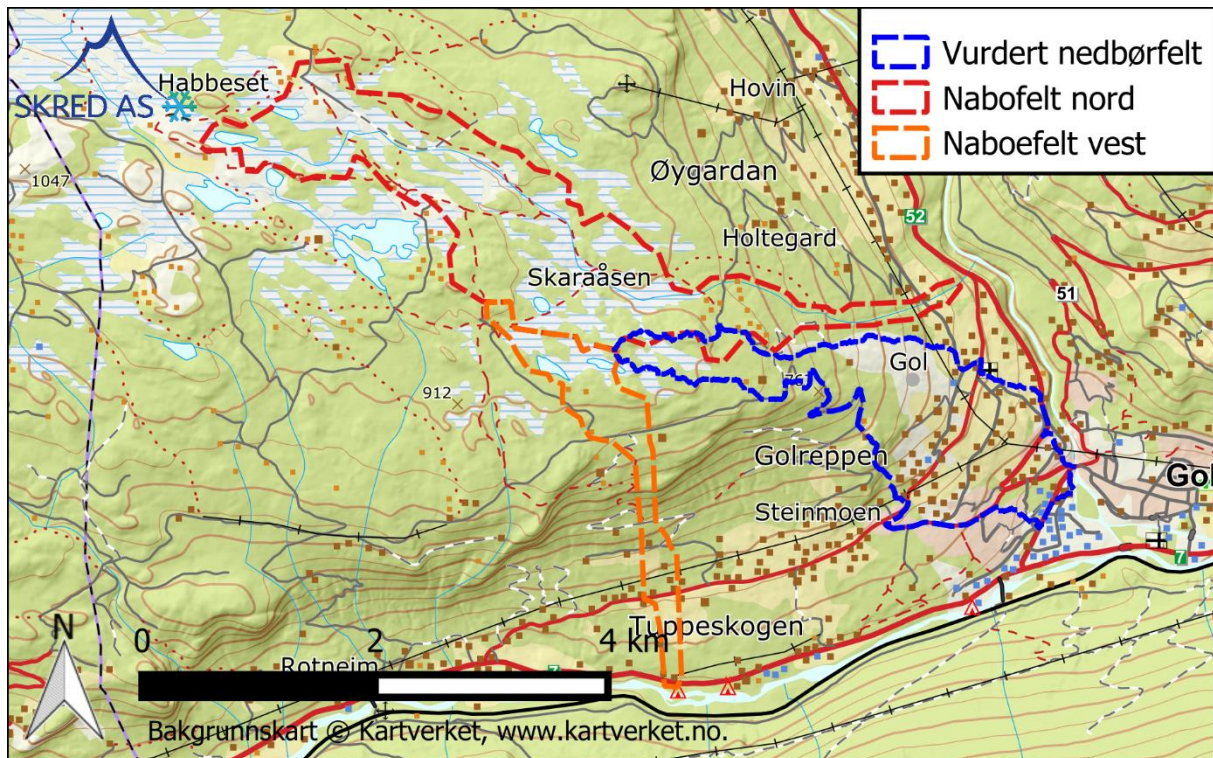 Vurdert nedbørfelt
Nabofelt nord
Naboefelt vest
SKRED AS
Habbeset
Hovin
1047
Øygardan
52
Holtegard
Skaraåsen
51
Gol
912
Golreppen
Gol
Steinmoen
7
Tuppeskogen
N
0 2 4 km
Rotneim
7
Bakgrunnskart © Kartverket, www.kartverket.no.